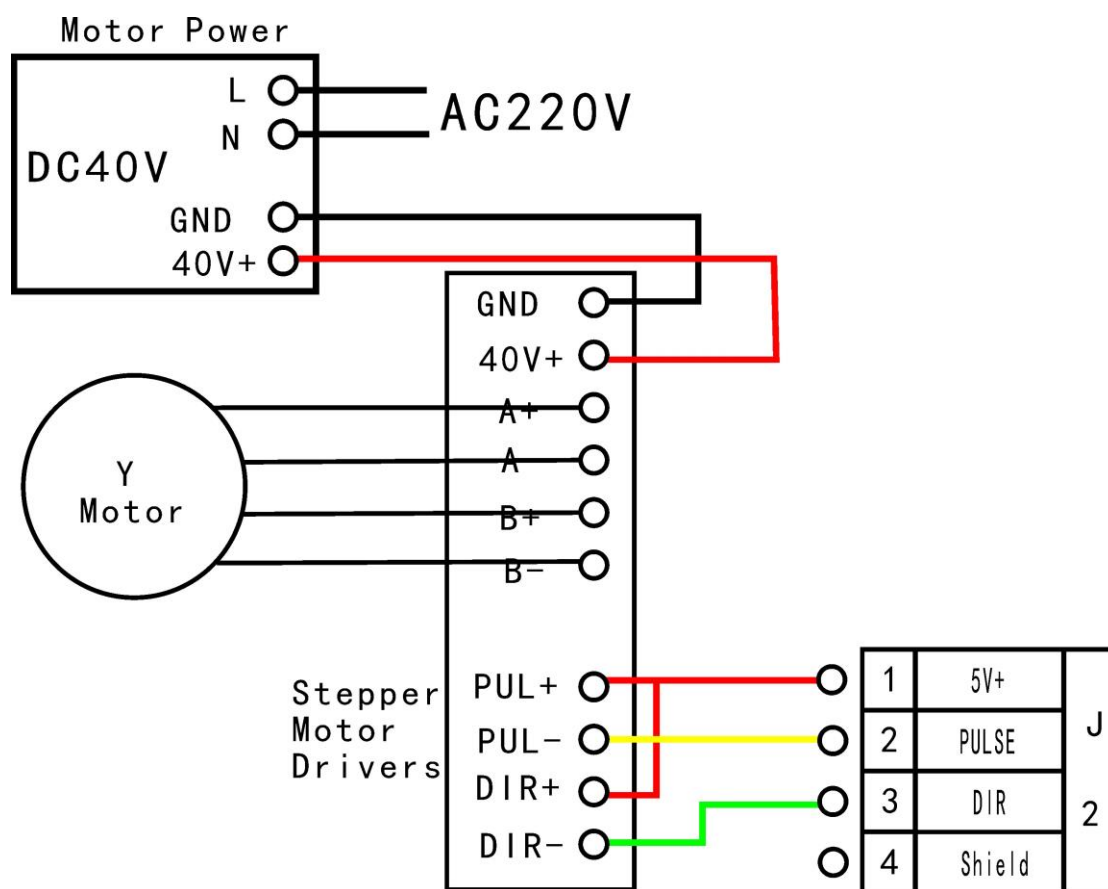 Motor Power
L
N
AC220V
DC40V
GND
40V+
GND
40V+
A+
A
B+
B-
Y
Motor
Stepper
Motor
Drivers
PUL+
PUL-
DIR+
DIR-
1 5V+
2 PULSE
3 DIR
4 Shield
J
2